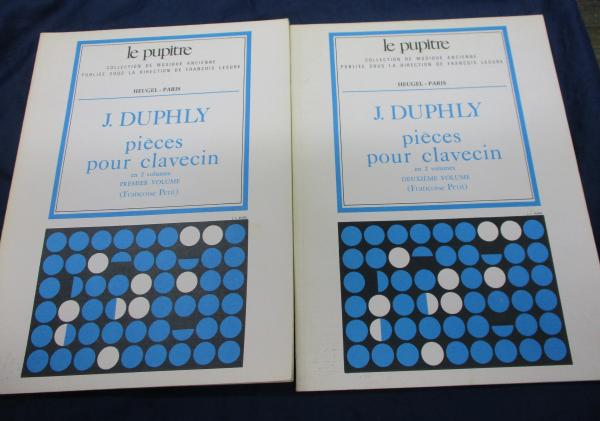 le pupitre
COLLECTION DE MUSIQUE ANCIENNE
PUBLIÉE SOUS LA DIRECTION DE FRANÇOIS LESURE
HEUGEL - PARIS
J. DUPHLY
pièces
pour clavecin
en 2 volumes
PREMIER VOLUME
(Françoise Petit)
le pupitre
COLLECTION DE MUSIQUE ANCIENNE
PUBLIÉE SOUS LA DIRECTION DE FRANÇOIS LESURE
HEUGEL - PARIS
J. DUPHLY
pièces
pour clavecin
en 2 volumes
DEUXIÈME VOLUME
(Françoise Petit)